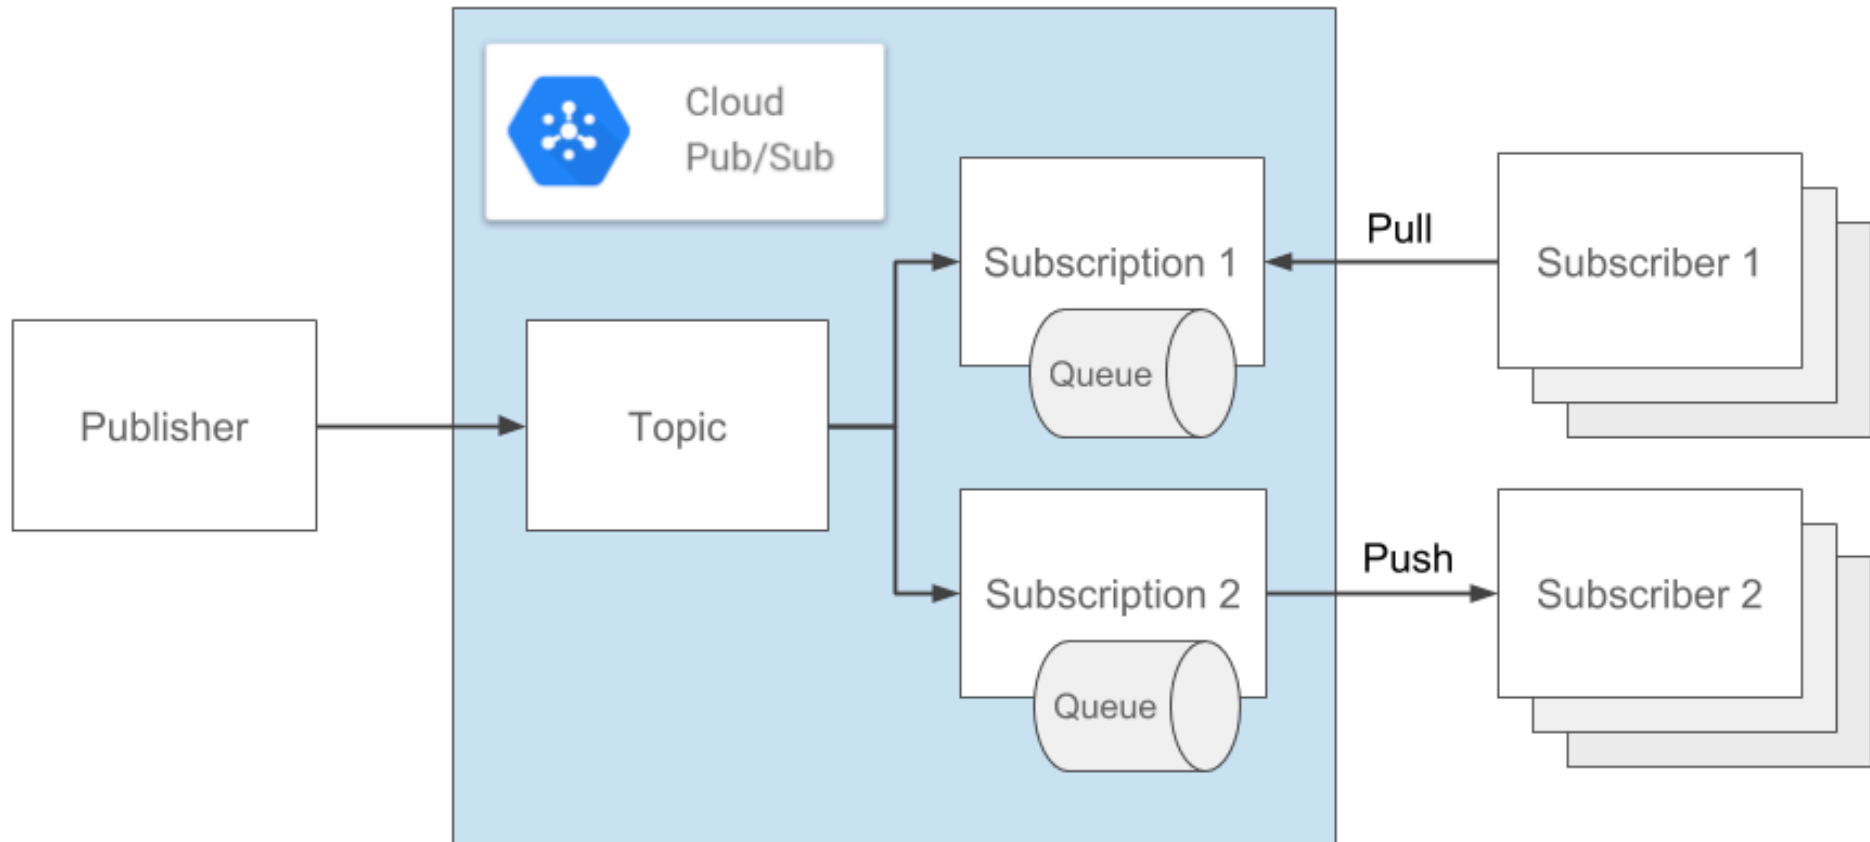 Cloud
Pub/Sub
Publisher
Topic
Subscription 1
Queue
Pull
Subscriber 1
Subscription 2
Queue
Push
Subscriber 2